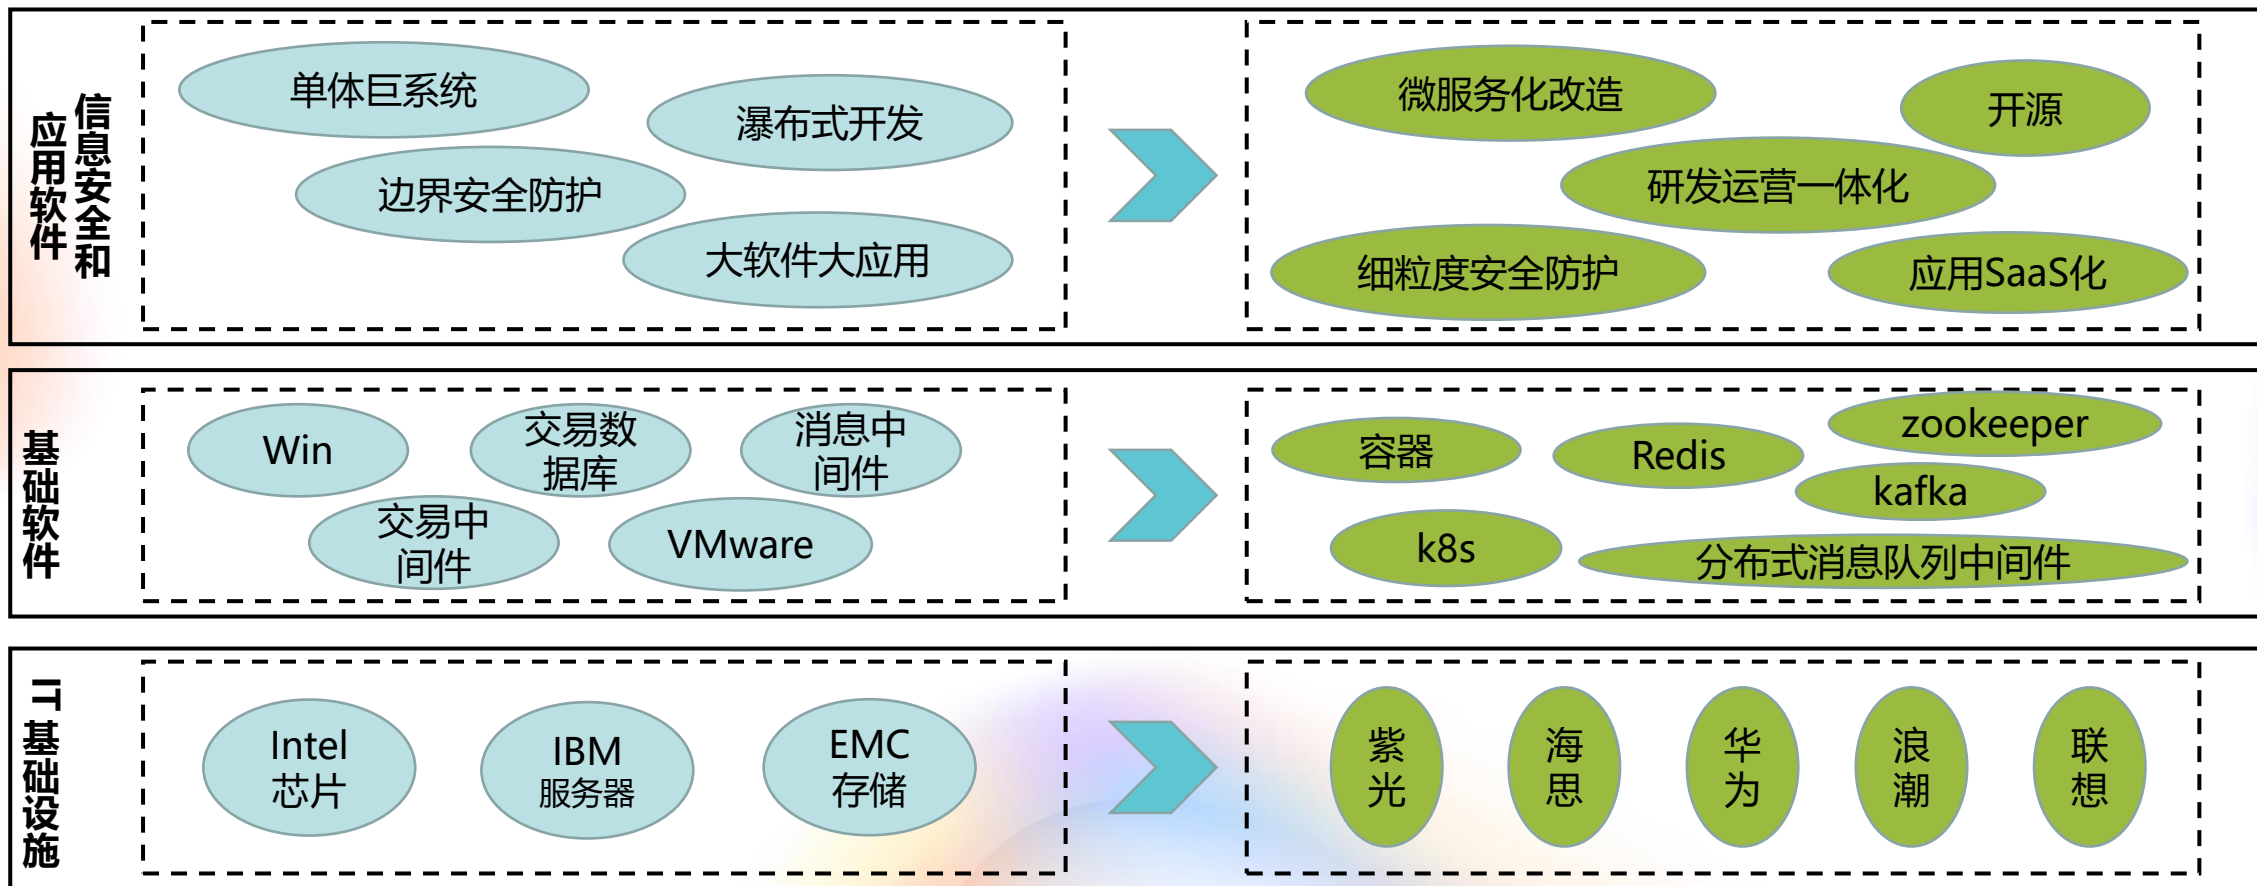 信息安全和
应用软件
单体巨系统
瀑布式开发
边界安全防护
大软件大应用
微服务化改造
开源
研发运营一体化
细粒度安全防护
应用SaaS化
基础软件
Win
交易数
据库
消息中
间件
交易中
间件
VMware
容器
Redis
zookeeper
kafka
k8s
分布式消息队列中间件
IT基础设施
Intel
芯片
IBM
服务器
EMC
存储
紫
光
海
思
华
为
浪
潮
联
想